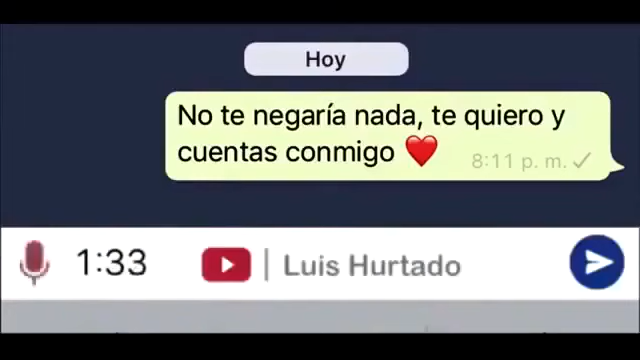 Hoy
No te negaría nada, te quiero y
cuentas conmigo ❤️ 8:11 p. m.
1:33 | Luis Hurtado